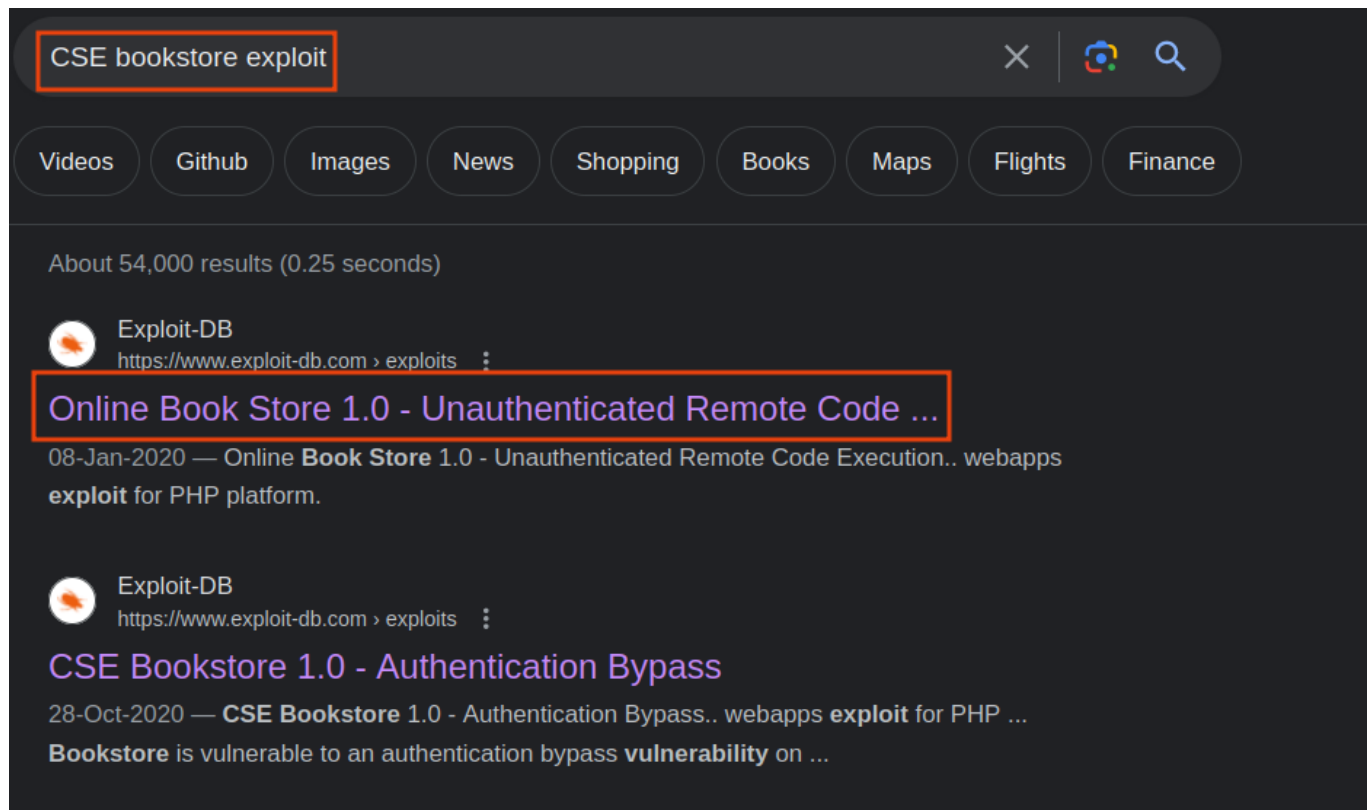 CSE bookstore exploit
Videos Github Images News Shopping Books Maps Flights Finance
About 54,000 results (0.25 seconds)
Exploit-DB
https://www.exploit-db.com › exploits
Online Book Store 1.0 - Unauthenticated Remote Code ...
08-Jan-2020 — Online Book Store 1.0 - Unauthenticated Remote Code Execution.. webapps
exploit for PHP platform.
Exploit-DB
https://www.exploit-db.com › exploits
CSE Bookstore 1.0 - Authentication Bypass
28-Oct-2020 — CSE Bookstore 1.0 - Authentication Bypass.. webapps exploit for PHP ...
Bookstore is vulnerable to an authentication bypass vulnerability on ...